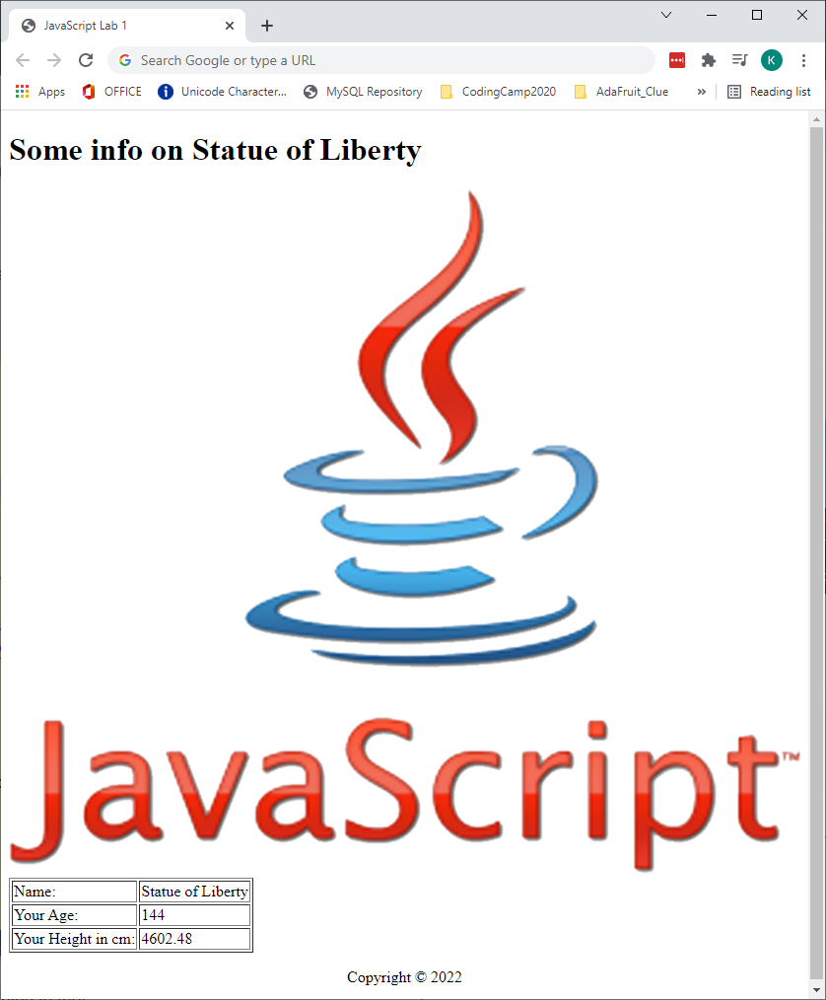 JavaScript Lab 1
Search Google or type a URL
K
Apps OFFICE Unicode Character... MySQL Repository CodingCamp2020 AdaFruit_Clue » Reading list
Some info on Statue of Liberty
JavaScript™
Name: Statue of Liberty
Your Age: 144
Your Height in cm: 4602.48
Copyright © 2022